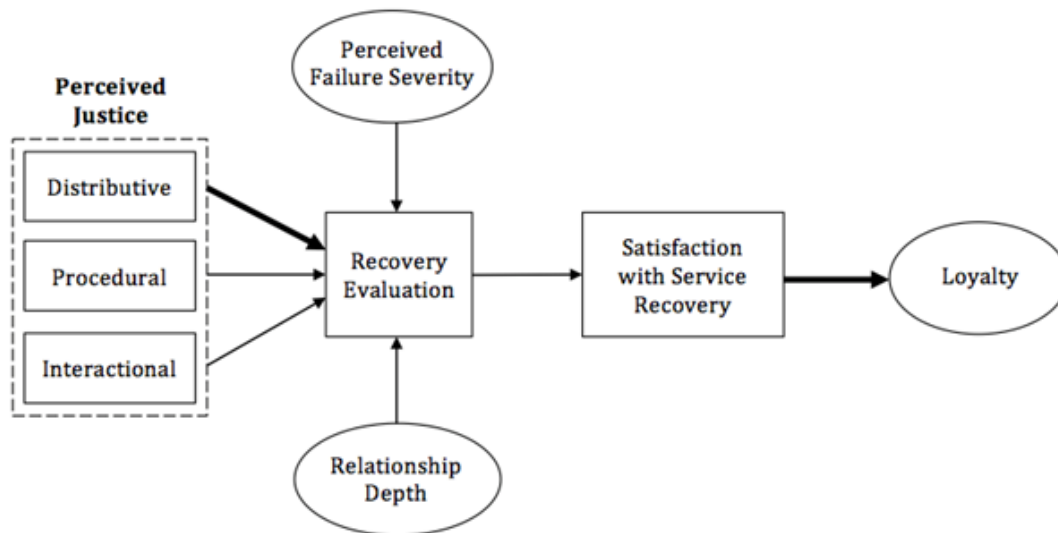 Perceived
Failure Severity
Perceived
Justice
Distributive
Procedural
Interactional
Recovery
Evaluation
Satisfaction
with Service
Recovery
Loyalty
Relationship
Depth